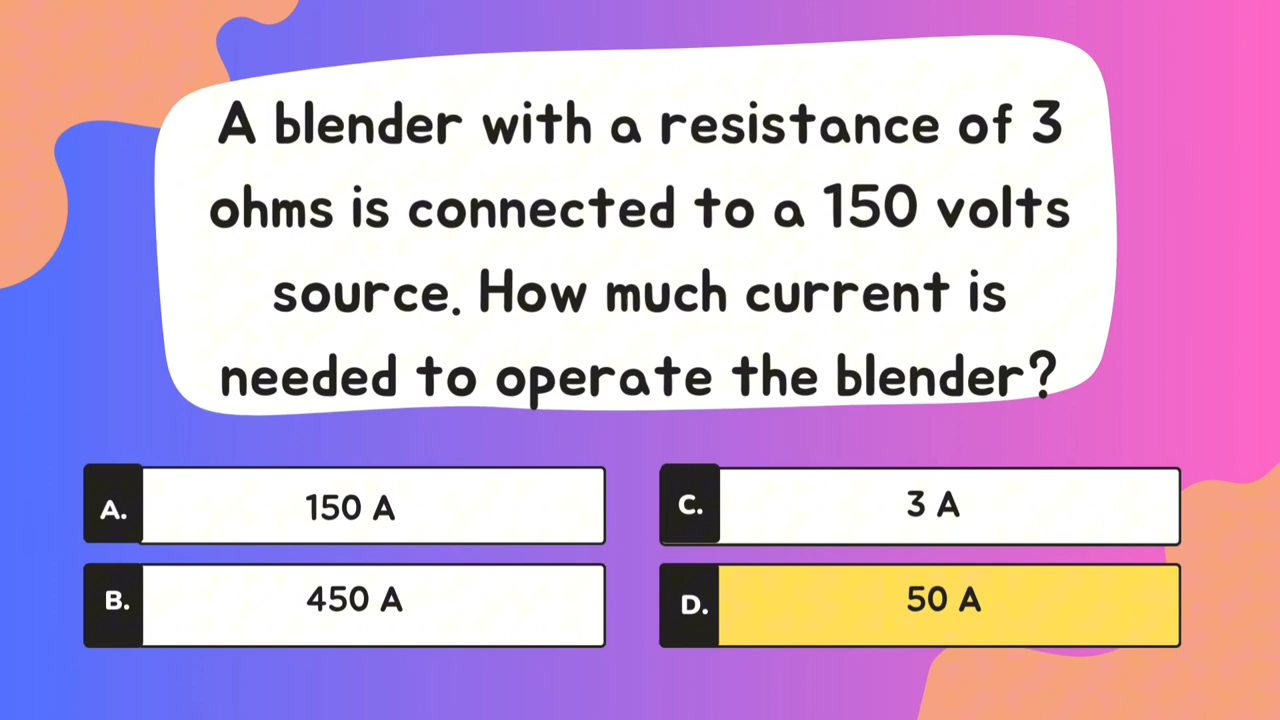 A blender with a resistance of 3
ohms is connected to a 150 volts
source. How much current is
needed to operate the blender?
A. 150 A
B. 450 A
C. 3 A
D. 50 A